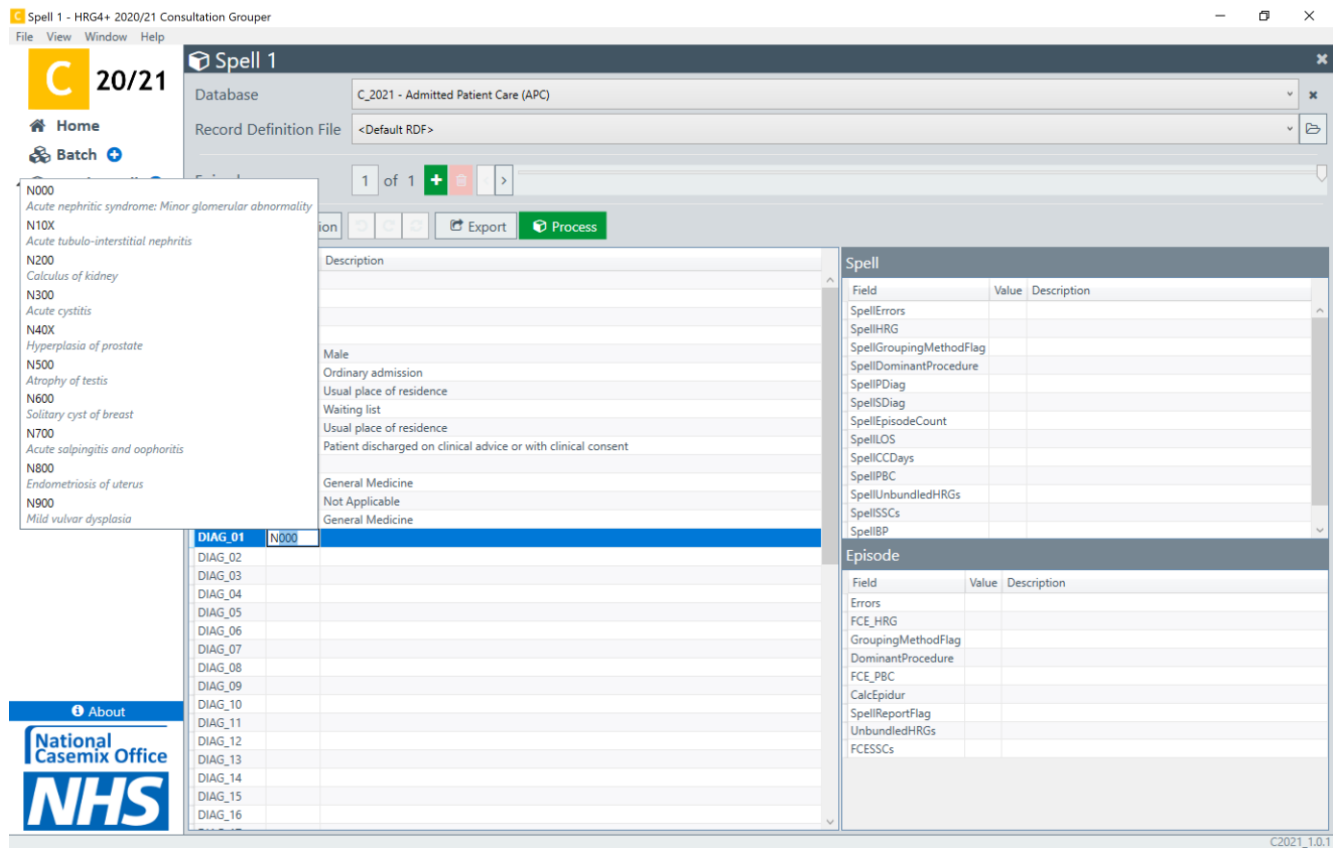 C Spell 1 - HRG4+ 2020/21 Consultation Grouper
File View Window Help
C 20/21
Home
Batch
Spell 1
Database C_2021 - Admitted Patient Care (APC)
Record Definition File <Default RDF>
1 of 1
Export Process
N000
Acute nephritic syndrome: Minor glomerular abnormality
N10X
Acute tubulo-interstitial nephritis
N200
Calculus of kidney
N300
Acute cystitis
N40X
Hyperplasia of prostate
N500
Atrophy of testis
N600
Solitary cyst of breast
N700
Acute salpingitis and oophoritis
N800
Endometriosis of uterus
N900
Mild vulvar dysplasia
Description
Male
Ordinary admission
Usual place of residence
Waiting list
Usual place of residence
Patient discharged on clinical advice or with clinical consent
General Medicine
Not Applicable
General Medicine
DIAG_01 N000
DIAG_02
DIAG_03
DIAG_04
DIAG_05
DIAG_06
DIAG_07
DIAG_08
DIAG_09
DIAG_10
DIAG_11
DIAG_12
DIAG_13
DIAG_14
DIAG_15
DIAG_16
Spell
Field Value Description
SpellErrors
SpellHRG
SpellGroupingMethodFlag
SpellDominantProcedure
SpellPDiag
SpellSDiag
SpellEpisodeCount
SpellLOS
SpellCCDays
SpellPBC
SpellUnbundledHRGs
SpellSSCs
SpellBP
Episode
Field Value Description
Errors
FCE_HRG
GroupingMethodFlag
DominantProcedure
FCE_PBC
CalcEpidur
SpellReportFlag
UnbundledHRGs
FCESSCs
About
National
Casemix Office
NHS
C2021_1.0.1